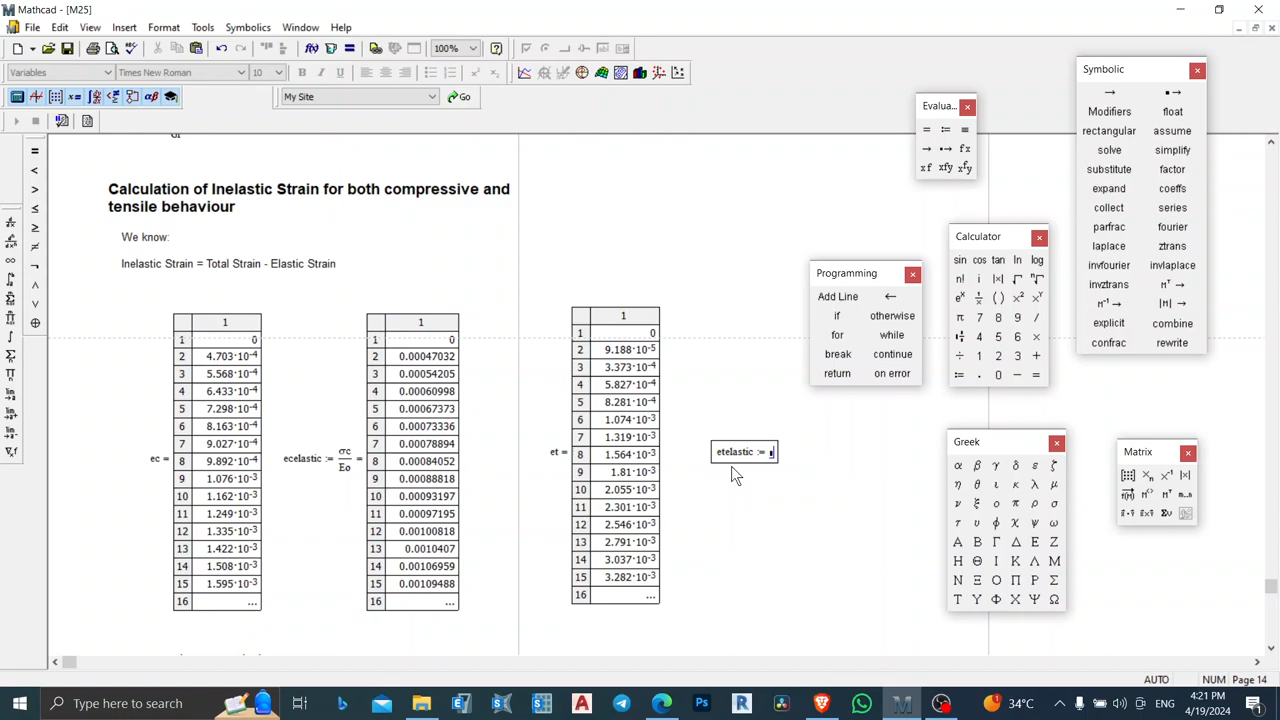 Mathcad - [M25]
File Edit View Insert Format Tools Symbolics Window Help
100%
Variables Times New Roman 10 B I U
My Site Go
Calculation of Inelastic Strain for both compressive and
tensile behaviour
We know:
Inelastic Strain = Total Strain - Elastic Strain
ec =
1
1 0
2 4.703·10-4
3 5.568·10-4
4 6.433·10-4
5 7.298·10-4
6 8.163·10-4
7 9.027·10-4
8 9.892·10-4
9 1.076·10-3
10 1.162·10-3
11 1.249·10-3
12 1.335·10-3
13 1.422·10-3
14 1.508·10-3
15 1.595·10-3
16 ...
ecelastic := σc
Eo =
1
1 0
2 0.00047032
3 0.00054205
4 0.00060998
5 0.00067373
6 0.00073336
7 0.00078894
8 0.00084052
9 0.00088818
10 0.00093197
11 0.00097195
12 0.00100818
13 0.0010407
14 0.00106959
15 0.00109488
16 ...
et =
1
1 0
2 9.188·10-5
3 3.373·10-4
4 5.827·10-4
5 8.281·10-4
6 1.074·10-3
7 1.319·10-3
8 1.564·10-3
9 1.81·10-3
10 2.055·10-3
11 2.301·10-3
12 2.546·10-3
13 2.791·10-3
14 3.037·10-3
15 3.282·10-3
16 ...
etelastic :=
Evalua...
= := ≡
→ •→ fx
xf xfy xfy
Programming
Add Line ←
if otherwise
for while
break continue
return on error
Calculator
sin cos tan ln log
n! i |×| √ n√
eX 1/x ( ) x2 xY
π 7 8 9 /
4 5 6 ×
÷ 1 2 3 +
:= . 0 − =
Symbolic
→ •→
Modifiers float
rectangular assume
solve simplify
substitute factor
expand coeffs
collect series
parfrac fourier
laplace ztrans
invfourier invlaplace
invztrans MT →
M-1 → |M| →
explicit combine
confrac rewrite
Greek
α β γ δ ε ζ
η θ ι κ λ μ
ν ξ ο π ρ σ
τ υ φ χ ψ ω
Α Β Γ Δ Ε Ζ
Η Θ Ι Κ Λ Μ
Ν Ξ Ο Π Ρ Σ
Τ Υ Φ Χ Ψ Ω
Matrix
AUTO NUM Page 14
Type here to search
34°C
ENG
4:21 PM
4/19/2024